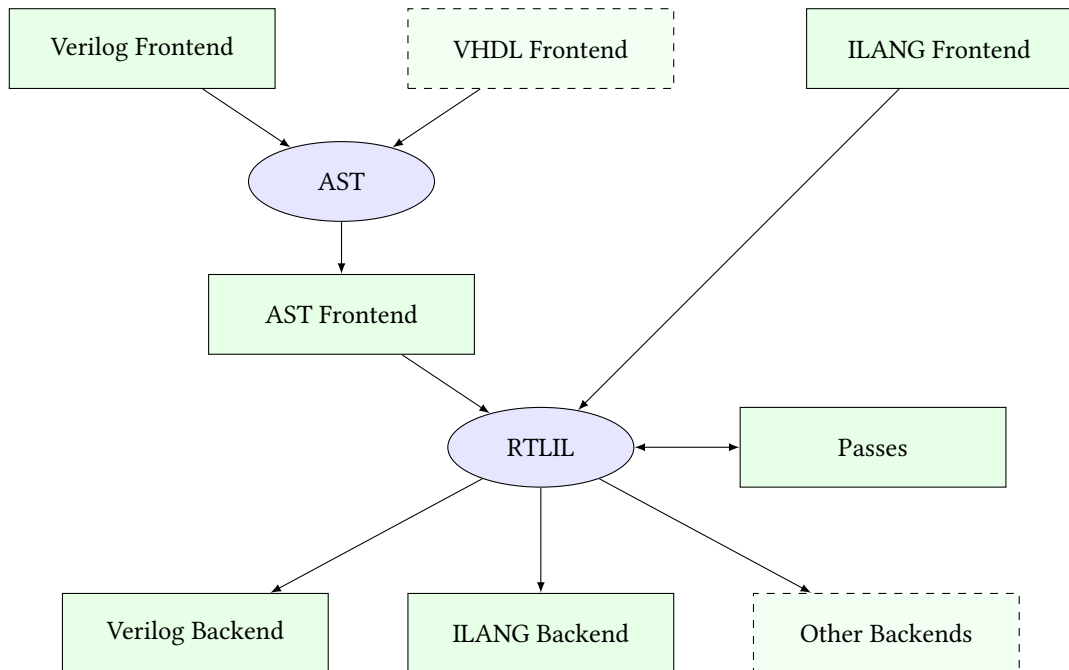 Verilog Frontend
VHDL Frontend
ILANG Frontend
AST
AST Frontend
RTLIL
Passes
Verilog Backend
ILANG Backend
Other Backends